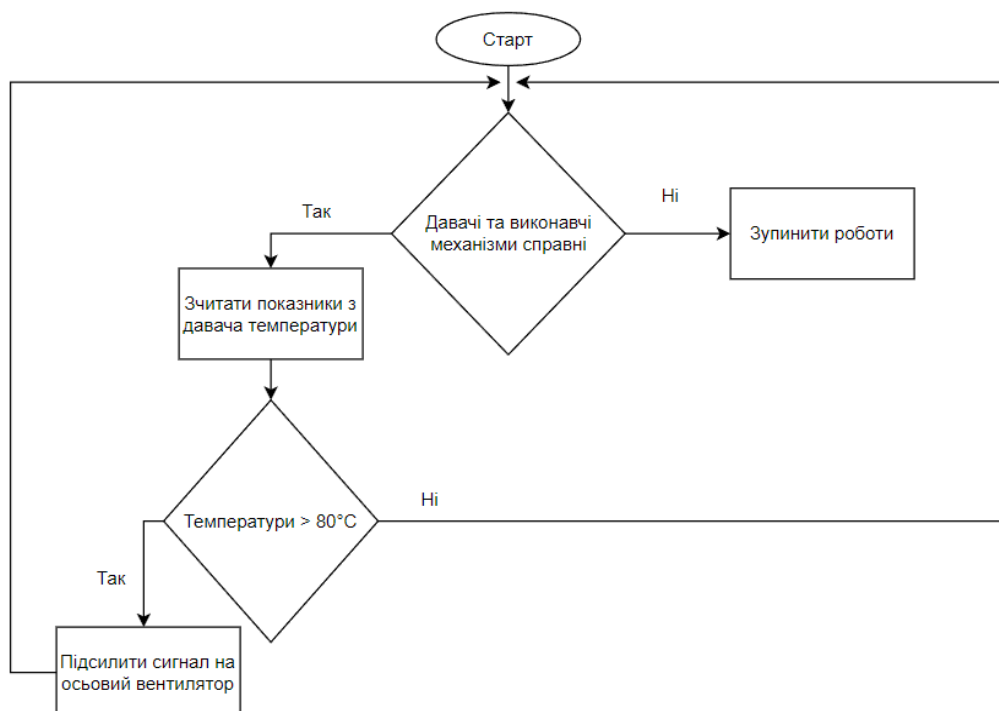 Старт
Ні
Так
Давачі та виконавчі
механізми справні
Зупинити роботи
Зчитати показники з
давача температури
Ні
Температури > 80°C
Так
Підсилити сигнал на
осьовий вентилятор